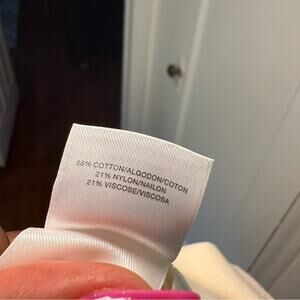 58% COTTON/ALGODON/COTON
21% NYLON/NAILON
21% VISCOSE/VISCOSA